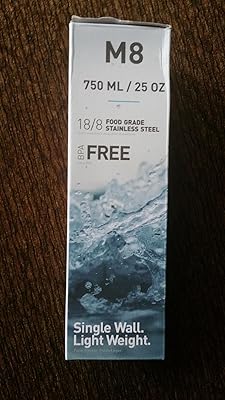 M8
750 ML / 25 OZ
18/8 FOOD GRADE
STAINLESS STEEL
BPA FREE
Single Wall.
Light Weight.